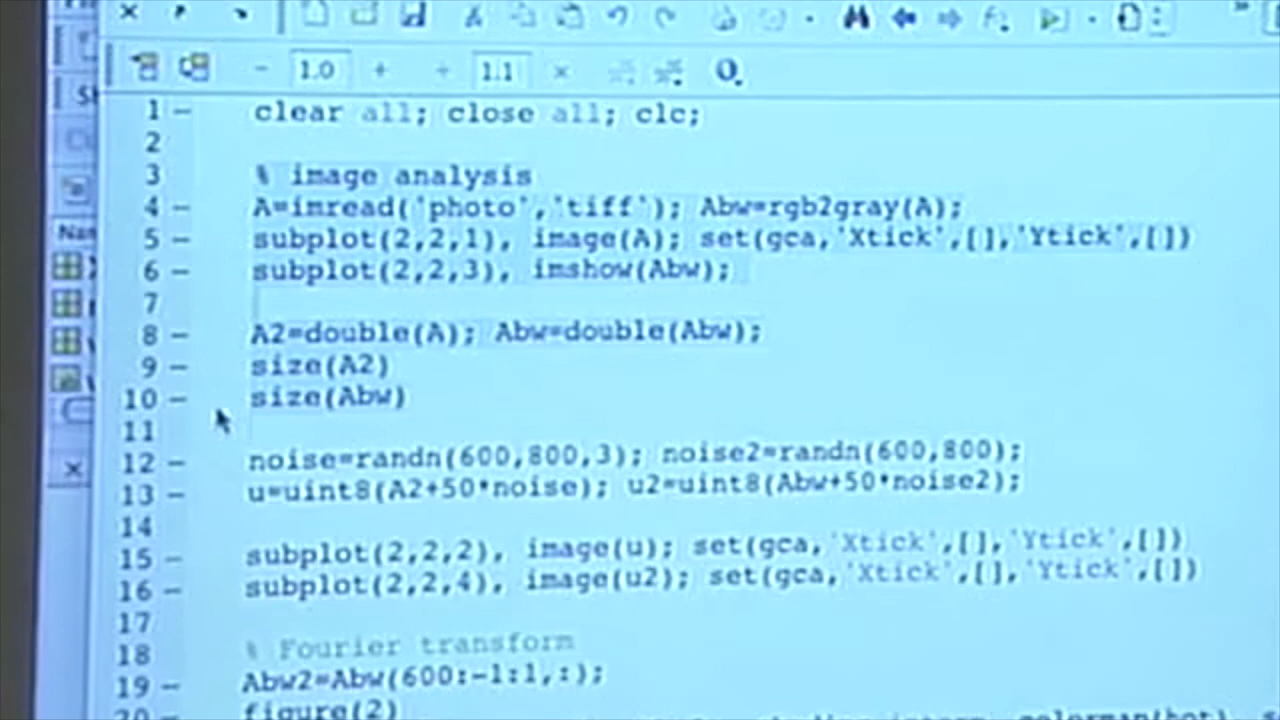 1.0
1.1
1 - clear all; close all; clc;
2
3 % image analysis
4 - A=imread('photo','tiff'); Abw=rgb2gray(A);
5 - subplot(2,2,1), image(A); set(gca,'Xtick',[],'Ytick',[])
6 - subplot(2,2,3), imshow(Abw);
7
8 - A2=double(A); Abw=double(Abw);
9 - size(A2)
10 - size(Abw)
11
12 - noise=randn(600,800,3); noise2=randn(600,800);
13 - u=uint8(A2+50*noise); u2=uint8(Abw+50*noise2);
14
15 - subplot(2,2,2), image(u); set(gca,'Xtick',[],'Ytick',[])
16 - subplot(2,2,4), image(u2); set(gca,'Xtick',[],'Ytick',[])
17
18 % Fourier transform
19 - Abw2=Abw(600:-1:1,:);
20 - figure(2)